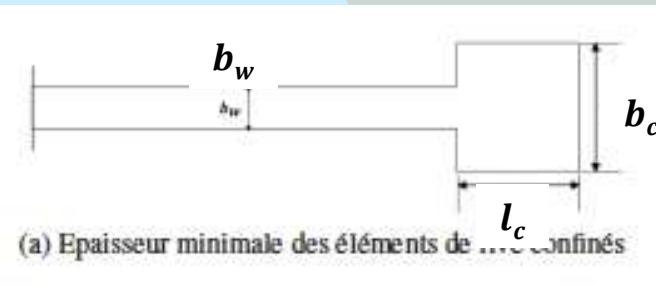 b_w
b_w
b_c
l_c
(a) Epaisseur minimale des éléments de confinés